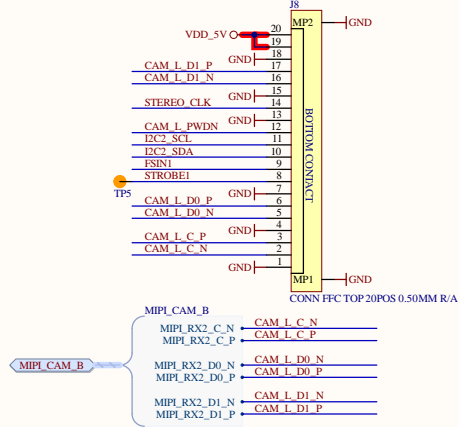 J8
MP2 GND
VDD_5V 20
19
GND 18
CAM_L_D1_P 17
CAM_L_D1_N 16
GND 15
STEREO_CLK 14
GND 13
CAM_L_PWDN 12
I2C2_SCL 11
I2C2_SDA 10
FSIN1 9
STROBE1 8
TP5
GND 7
CAM_L_D0_P 6
CAM_L_D0_N 5
GND 4
CAM_L_C_P 3
CAM_L_C_N 2
GND 1
BOTTOM CONTACT
MP1 GND
CONN FFC TOP 20POS 0.50MM R/A
MIPI_CAM_B
MIPI_CAM_B
MIPI_RX2_C_N CAM_L_C_N
MIPI_RX2_C_P CAM_L_C_P
MIPI_RX2_D0_N CAM_L_D0_N
MIPI_RX2_D0_P CAM_L_D0_P
MIPI_RX2_D1_N CAM_L_D1_N
MIPI_RX2_D1_P CAM_L_D1_P